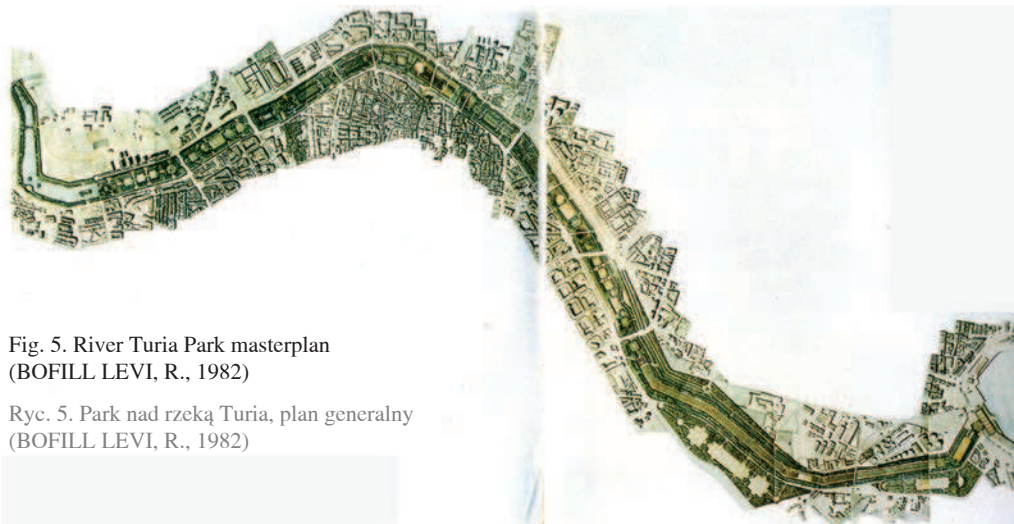 Fig. 5. River Turia Park masterplan
(BOFILL LEVI, R., 1982)
Ryc. 5. Park nad rzeką Turia, plan generalny
(BOFILL LEVI, R., 1982)